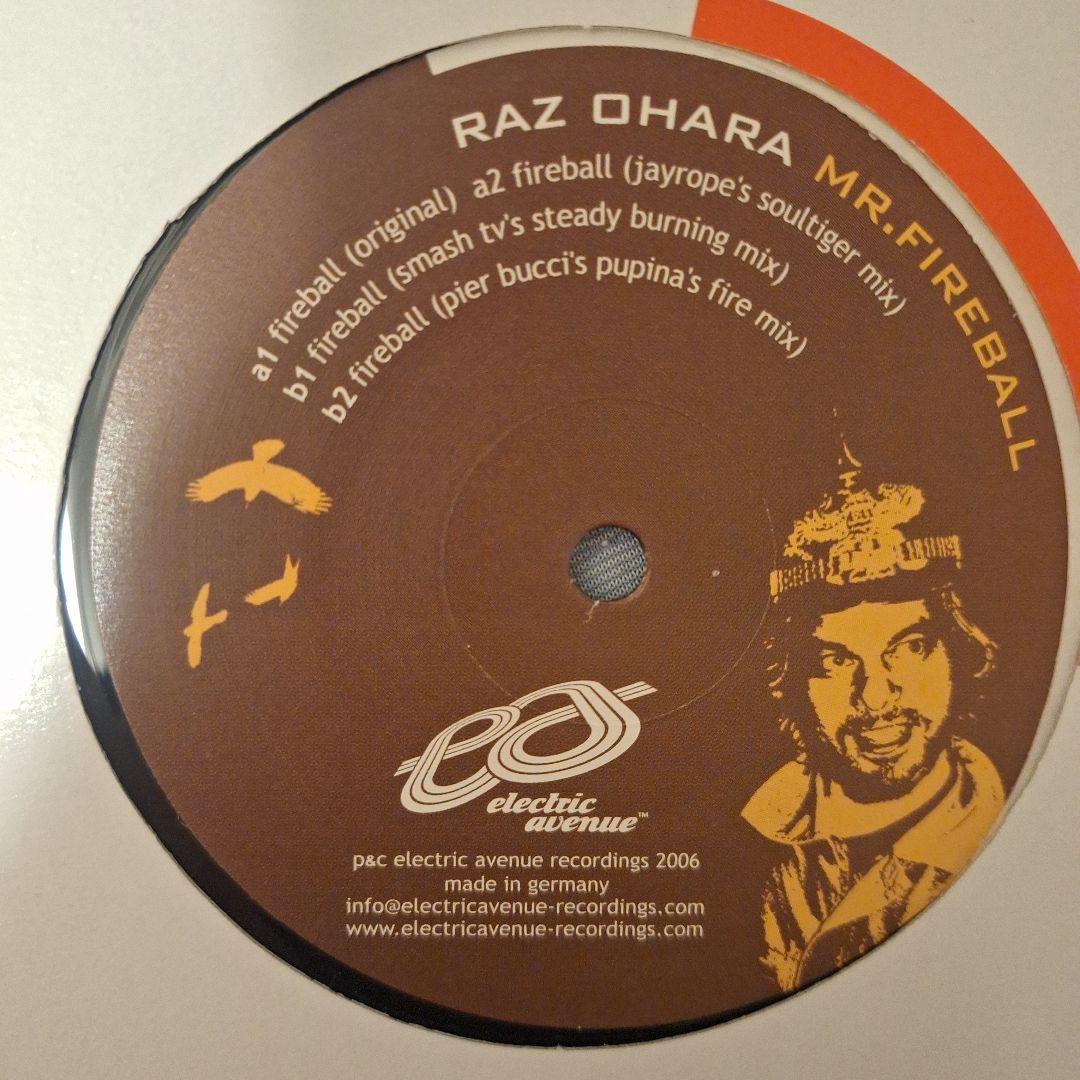 RAZ OHARA MR.FIREBALL
a1 fireball (original) a2 fireball (jayrope's soultiger mix)
b1 fireball (smash tv's steady burning mix)
b2 fireball (pier bucci's pupina's fire mix)
ea
electric
avenue™
p&c electric avenue recordings 2006
made in germany
info@electricavenue-recordings.com
www.electricavenue-recordings.com